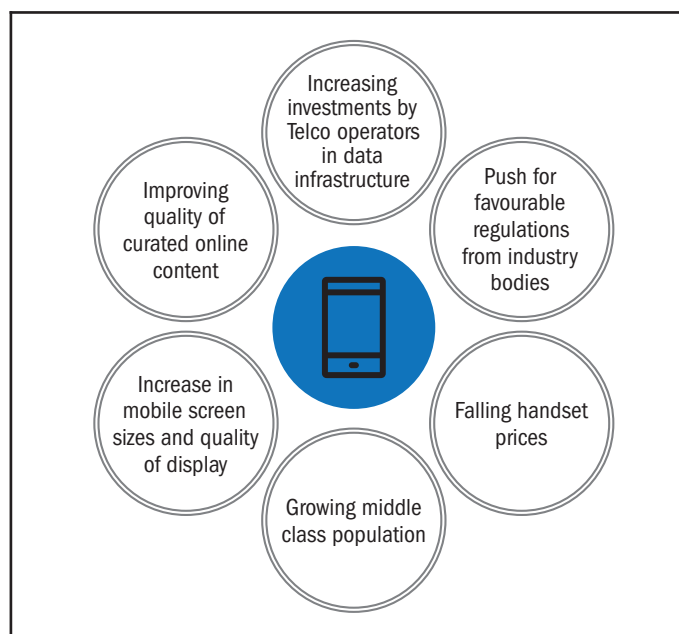 Increasing
investments by
Telco operators
in data
infrastructure
Push for
favourable
regulations
from industry
bodies
Falling handset
prices
Growing middle
class population
Increase in
mobile screen
sizes and quality
of display
Improving
quality of
curated online
content